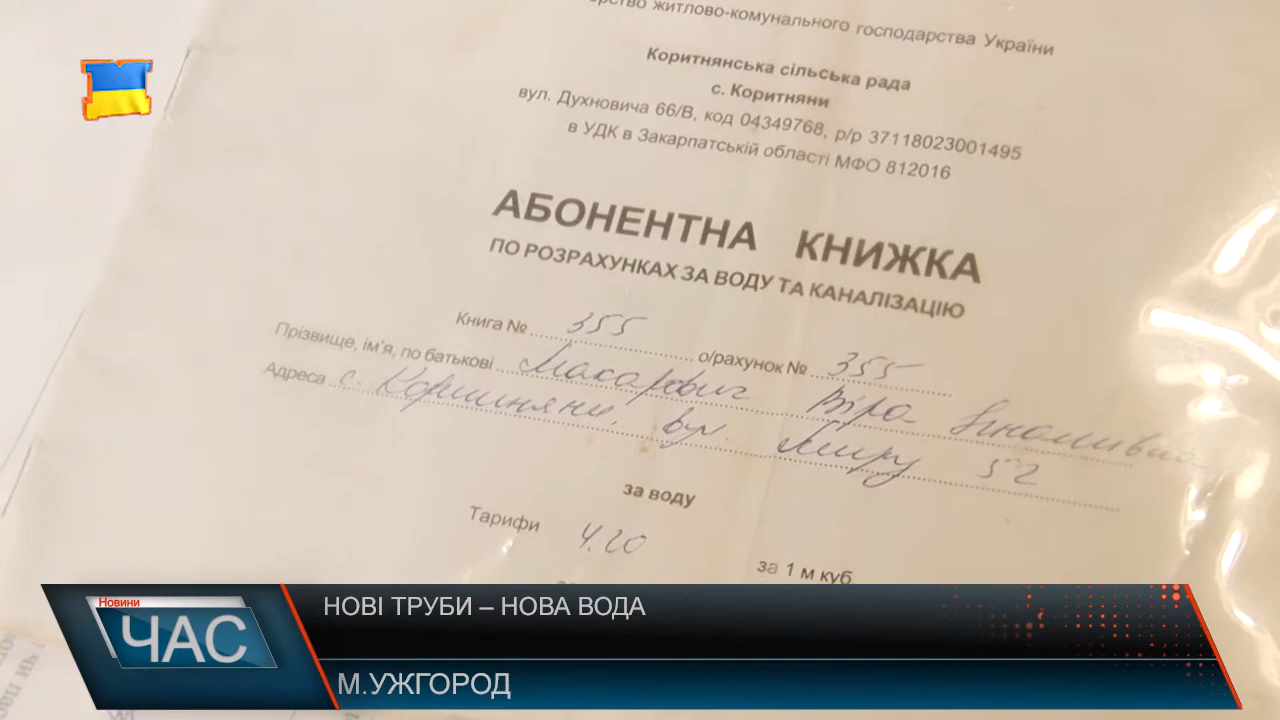 житлово-комунального господарства України
Коритнянська сільська рада
с. Коритняни
вул. Духновича 66/В, код 04349768, р/р 37118023001495
в УДК в Закарпатській області МФО 812016
АБОНЕНТНА КНИЖКА
ПО РОЗРАХУНКАХ ЗА ВОДУ ТА КАНАЛІЗАЦІЮ
Книга № 355 о/рахунок № 355
Прізвище, ім'я, по батькові Макарович Віра
Адреса с. Коритняни, вул. Миру 52
за воду
Тарифи 4.20
за 1 м куб
Новини
ЧАС
НОВІ ТРУБИ – НОВА ВОДА
М.УЖГОРОД